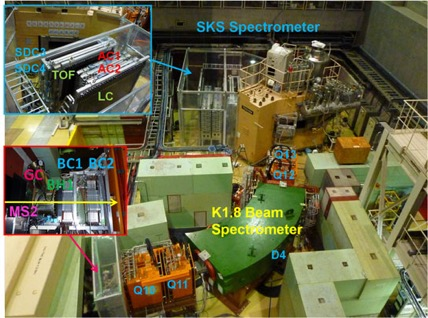 SKS Spectrometer
SDC3
SDC4
TOF
AC1
AC2
LC
BC1 BC2
GC
BH1
MS2
Q13
Q12
K1.8 Beam
Spectrometer
D4
Q10
Q11